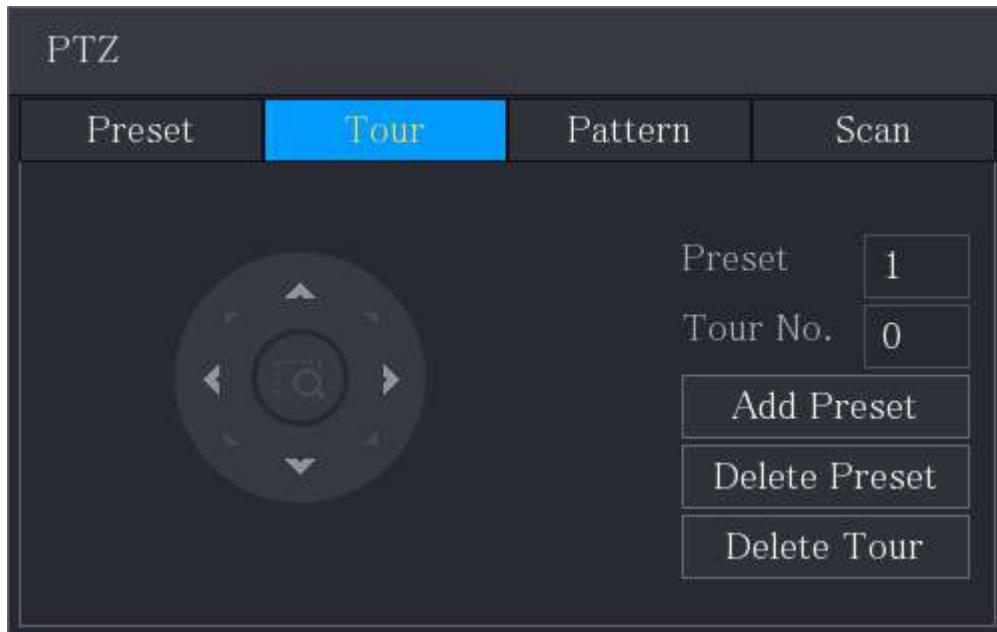 PTZ
Preset Tour Pattern Scan
Preset 1
Tour No. 0
Add Preset
Delete Preset
Delete Tour